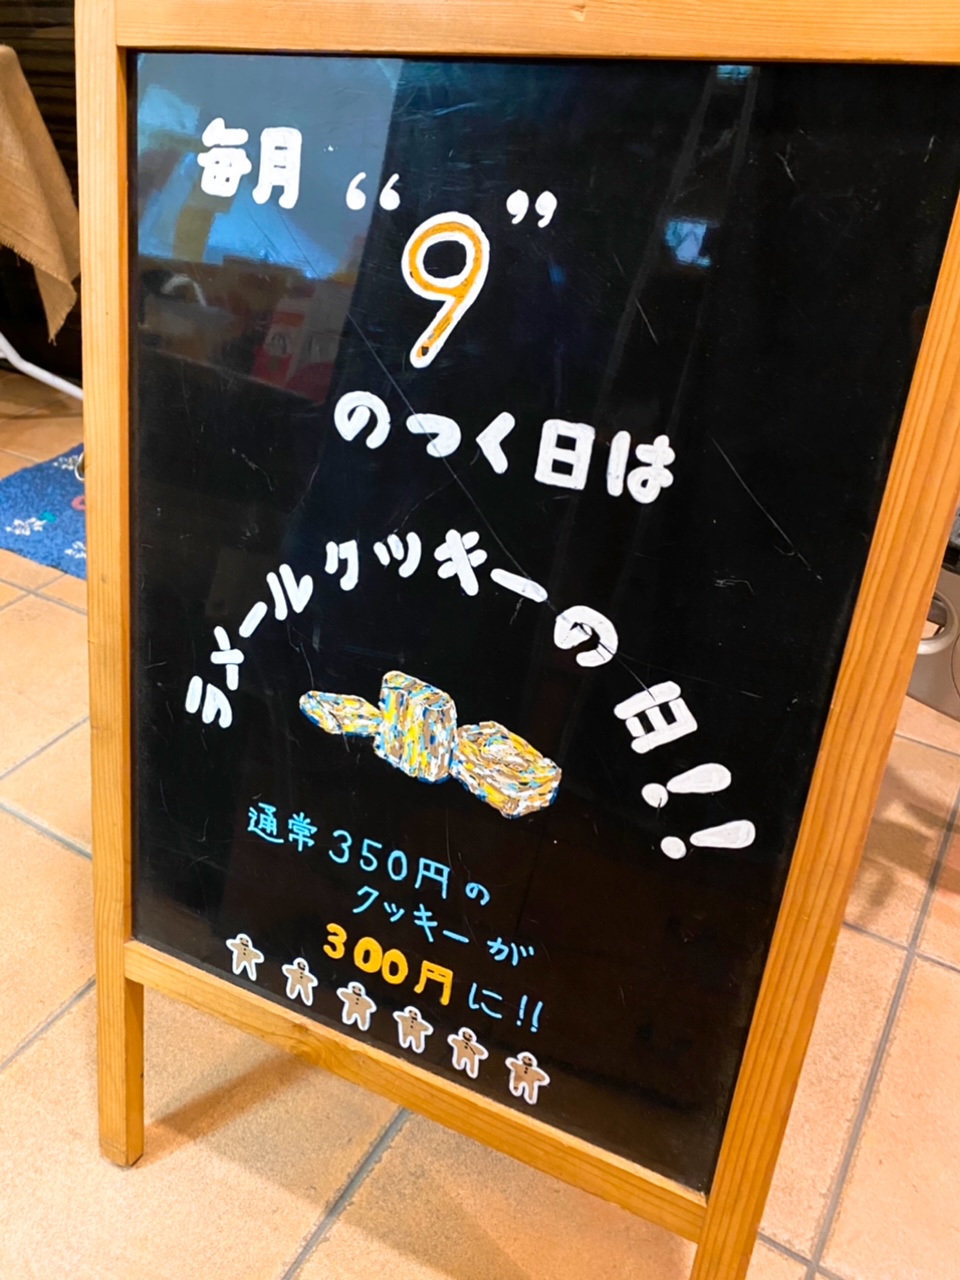 毎月
“9”
のつく日は
ラメールクッキーの日!!
通常350円の
クッキーが
300円に!!